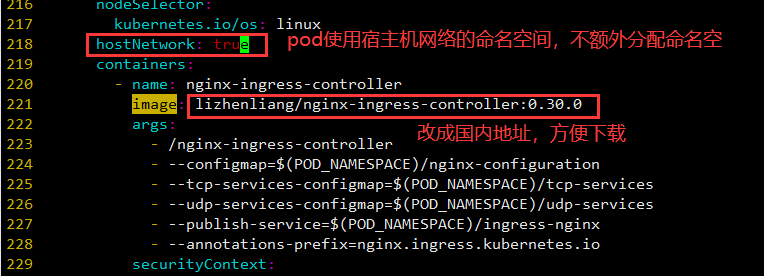 216 nodeSelector:
217 kubernetes.io/os: linux
218 hostNetwork: true pod使用宿主机网络的命名空间，不额外分配命名空
219 containers:
220 - name: nginx-ingress-controller
221 image: lizhenliang/nginx-ingress-controller:0.30.0
222 args: 改成国内地址，方便下载
223 - /nginx-ingress-controller
224 - --configmap=$(POD_NAMESPACE)/nginx-configuration
225 - --tcp-services-configmap=$(POD_NAMESPACE)/tcp-services
226 - --udp-services-configmap=$(POD_NAMESPACE)/udp-services
227 - --publish-service=$(POD_NAMESPACE)/ingress-nginx
228 - --annotations-prefix=nginx.ingress.kubernetes.io
229 securityContext: